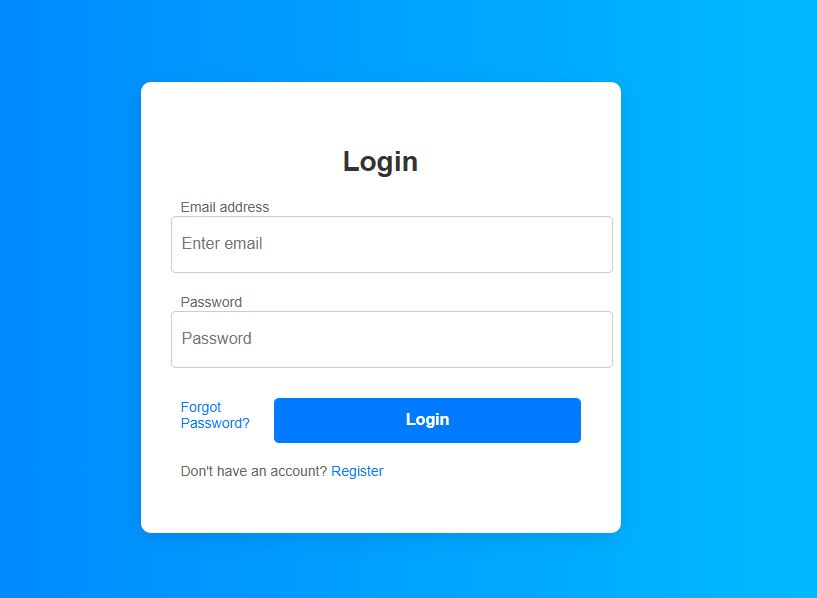 Login
Email address
Enter email
Password
Password
Forgot
Password?
Login
Don't have an account? Register